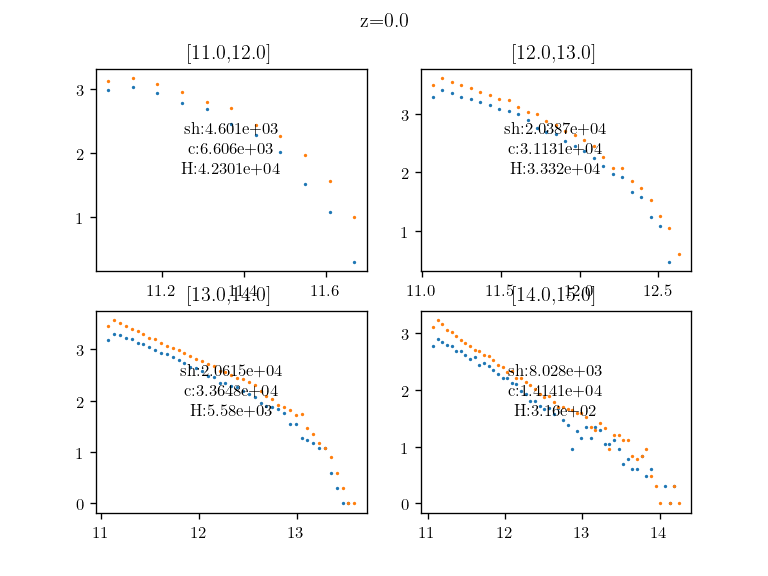 z=0.0
[11.0,12.0]
[12.0,13.0]
3
2
1
sh:4.601e+03
c:6.606e+03
H:4.2301e+04
11.2
11.4
11.6
3
2
1
sh:2.0387e+04
c:3.1131e+04
H:3.332e+04
11.0
11.5
12.0
12.5
[13.0,14.0]
[14.0,15.0]
3
2
1
0
sh:2.0615e+04
c:3.3648e+04
H:5.58e+03
11
12
13
3
2
1
0
sh:8.028e+03
c:1.4141e+04
H:3.16e+02
11
12
13
14